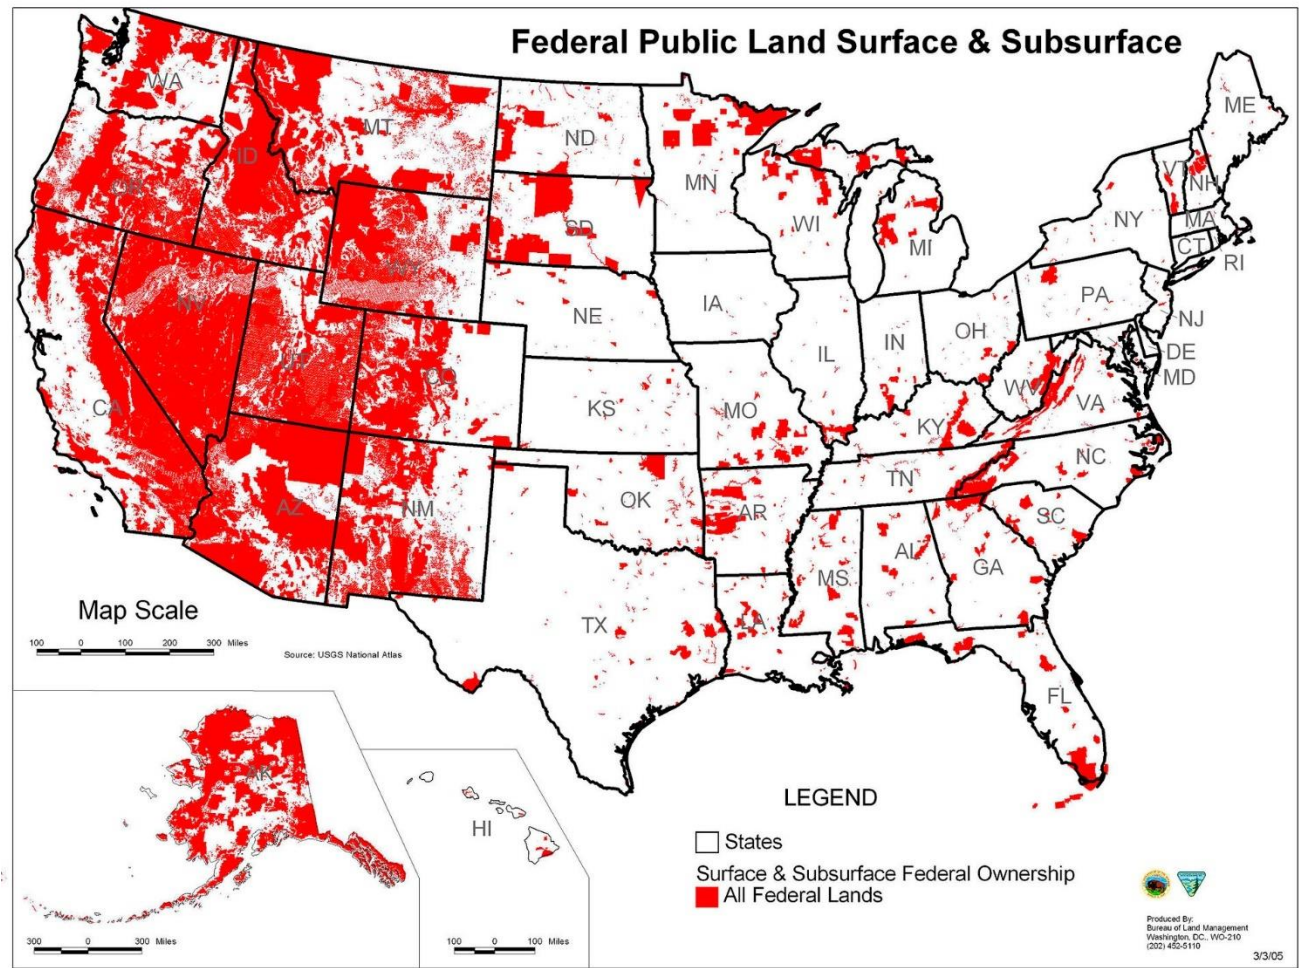 Federal Public Land Surface & Subsurface
WA
MT
ND
MN
ME
ID
OR
SD
WI
MI
VT
NH
NY
MA
CT
RI
WY
NE
IA
PA
NJ
NV
UT
CO
IL
IN
OH
DE
MD
WV
VA
CA
KS
MO
KY
NC
TN
AZ
NM
OK
AR
SC
MS
AL
GA
TX
LA
FL
Map Scale
100 0 100 200 300 Miles
Source: USGS National Atlas
AK
HI
300 0 300 Miles
100 0 100 Miles
LEGEND
States
Surface & Subsurface Federal Ownership
All Federal Lands
Produced By:
Bureau of Land Management
Washington, DC., WO-210
(202) 452-5110
3/3/05